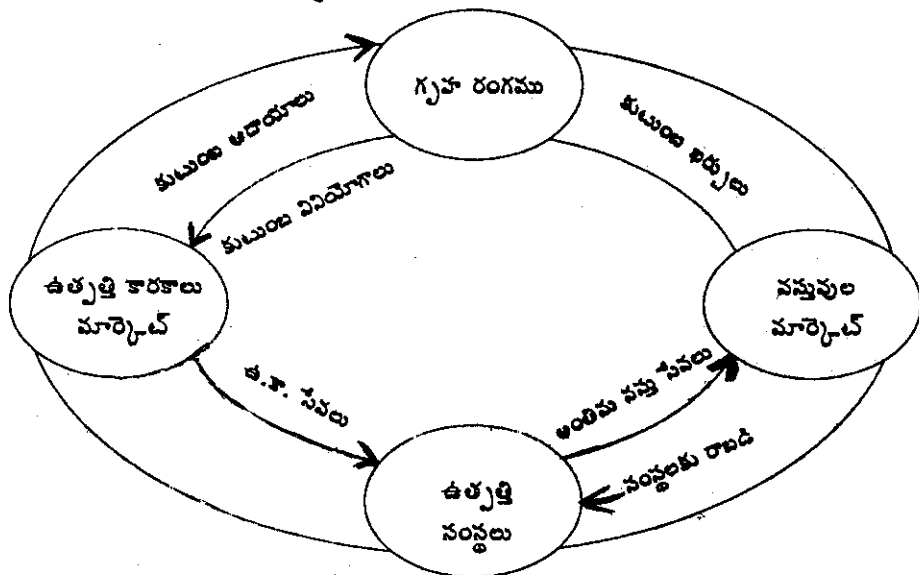 గృహ రంగము
కుటుంబ ఆదాయాలు
కుటుంబ ఖర్చులు
కుటుంబ వినియోగాలు
ఉత్పత్తి కారకాలు
మార్కెట్
వస్తువుల
మార్కెట్
ఉ.కా. సేవలు
అంతిమ వస్తు సేవలు
సంస్థలకు రాబడి
ఉత్పత్తి
సంస్థలు